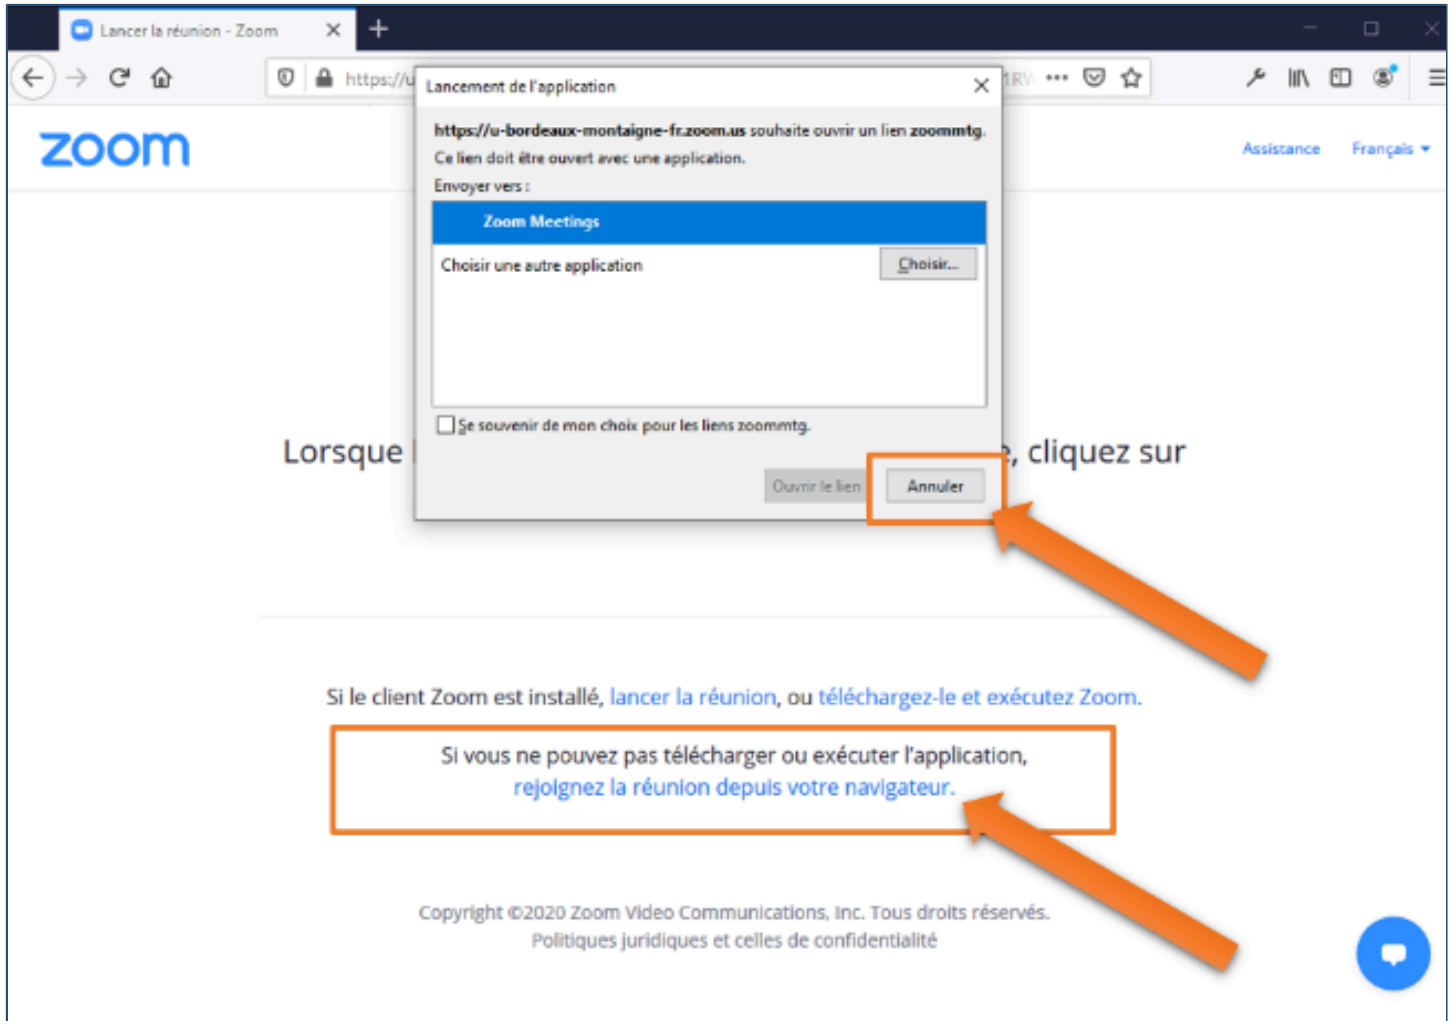 Lancer la réunion - Zoom
https://u
1RV
Lancement de l'application
https://u-bordeaux-montaigne-fr.zoom.us souhaite ouvrir un lien zoommtg.
Ce lien doit être ouvert avec une application.
Envoyer vers :
Zoom Meetings
Choisir une autre application
Choisir...
Se souvenir de mon choix pour les liens zoommtg.
Ouvrir le lien
Annuler
zoom
Assistance
Français
Lorsque
, cliquez sur
Si le client Zoom est installé, lancer la réunion, ou téléchargez-le et exécutez Zoom.
Si vous ne pouvez pas télécharger ou exécuter l'application,
rejoignez la réunion depuis votre navigateur.
Copyright ©2020 Zoom Video Communications, Inc. Tous droits réservés.
Politiques juridiques et celles de confidentialité